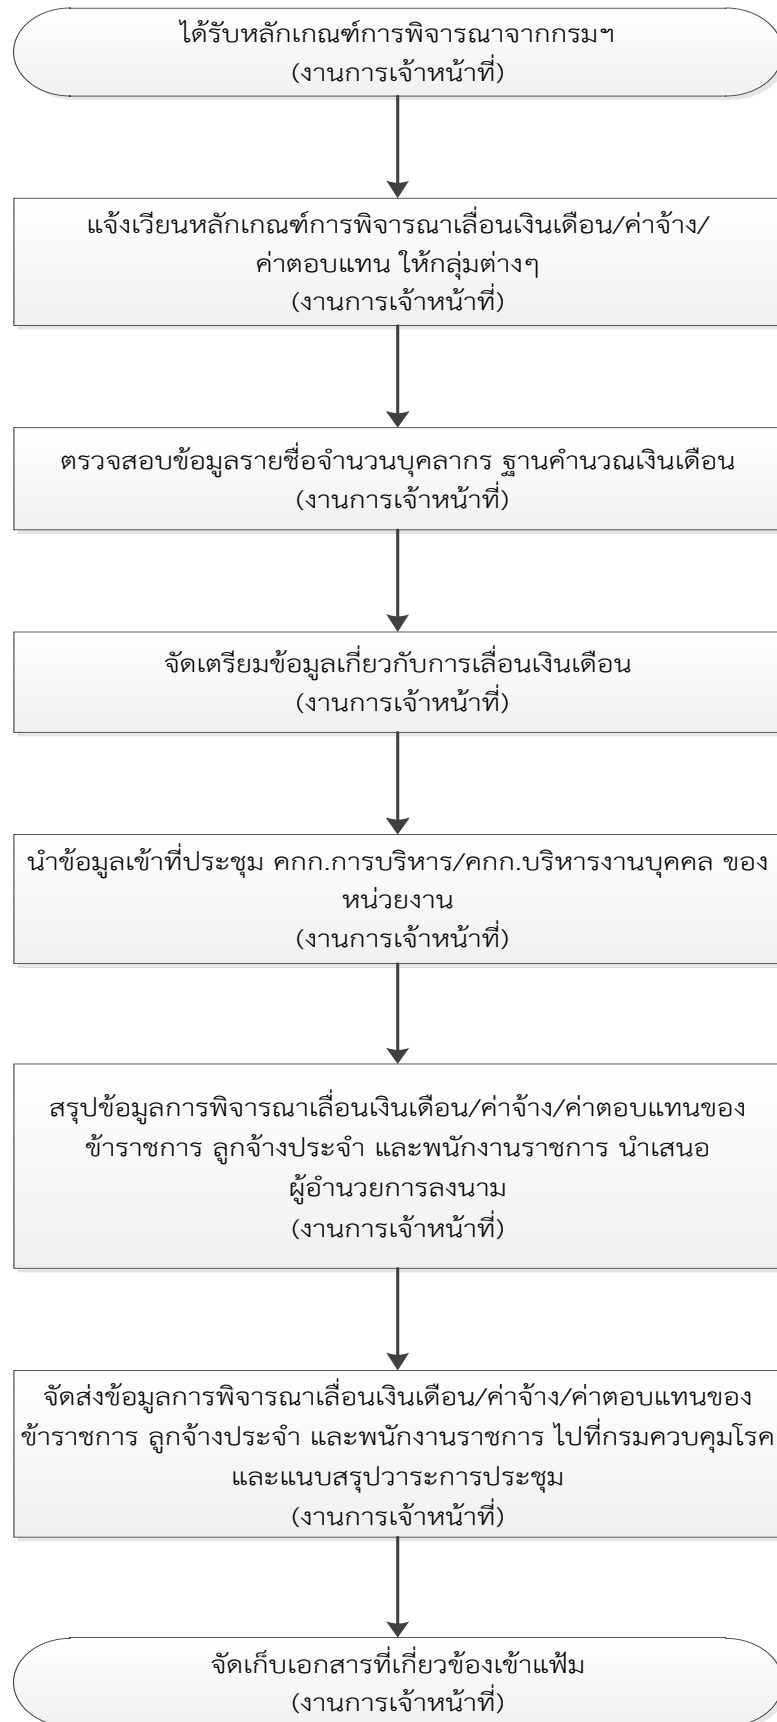 ได้รับหลักเกณฑ์การพิจารณาจากกรมฯ
(งานการเจ้าหน้าที่)
แจ้งเวียนหลักเกณฑ์การพิจารณาเลื่อนเงินเดือน/ค่าจ้าง/
ค่าตอบแทน ให้กลุ่มต่างๆ
(งานการเจ้าหน้าที่)
ตรวจสอบข้อมูลรายชื่อจำนวนบุคลากร ฐานคำนวณเงินเดือน
(งานการเจ้าหน้าที่)
จัดเตรียมข้อมูลเกี่ยวกับการเลื่อนเงินเดือน
(งานการเจ้าหน้าที่)
นำข้อมูลเข้าที่ประชุม คกก.การบริหาร/คกก.บริหารงานบุคคล ของ
หน่วยงาน
(งานการเจ้าหน้าที่)
สรุปข้อมูลการพิจารณาเลื่อนเงินเดือน/ค่าจ้าง/ค่าตอบแทนของ
ข้าราชการ ลูกจ้างประจำ และพนักงานราชการ นำเสนอ
ผู้อำนวยการลงนาม
(งานการเจ้าหน้าที่)
จัดส่งข้อมูลการพิจารณาเลื่อนเงินเดือน/ค่าจ้าง/ค่าตอบแทนของ
ข้าราชการ ลูกจ้างประจำ และพนักงานราชการ ไปที่กรมควบคุมโรค
และแนบสรุปวาระการประชุม
(งานการเจ้าหน้าที่)
จัดเก็บเอกสารที่เกี่ยวข้องเข้าแฟ้ม
(งานการเจ้าหน้าที่)